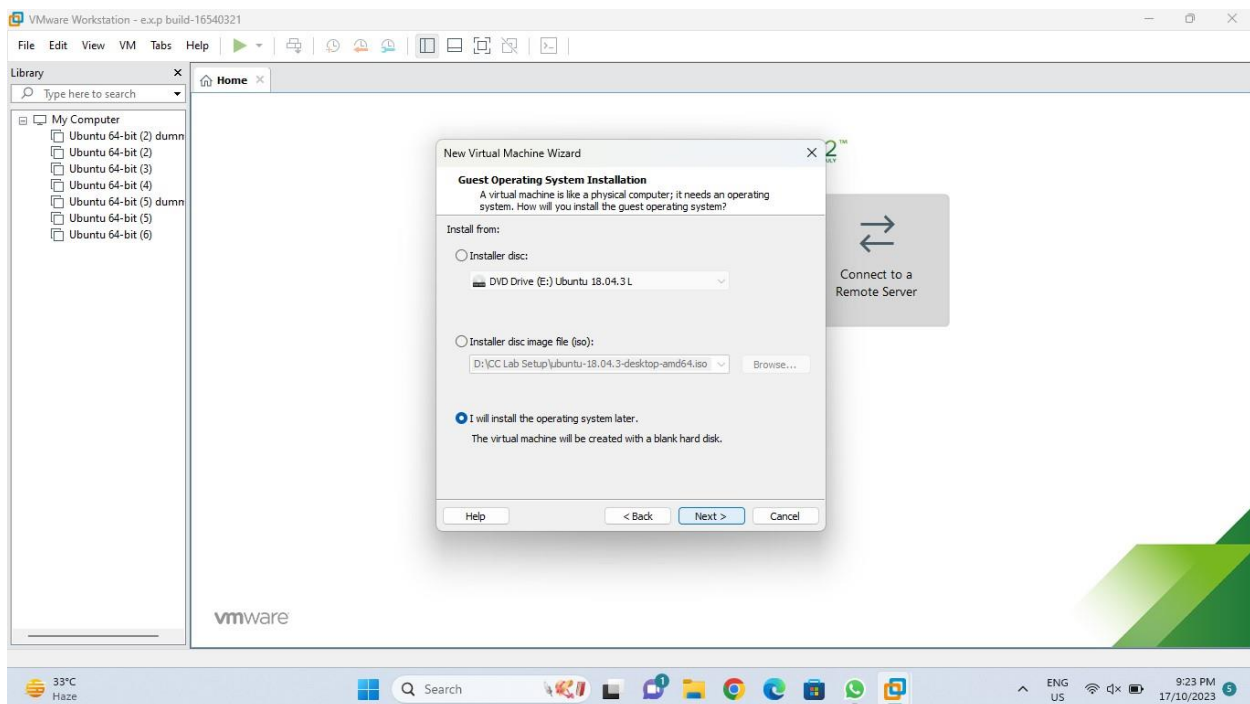 VMware Workstation - e.x.p build-16540321
File Edit View VM Tabs Help
Library
Home
Type here to search
My Computer
Ubuntu 64-bit (2) dumm
Ubuntu 64-bit (2)
Ubuntu 64-bit (3)
Ubuntu 64-bit (4)
Ubuntu 64-bit (5) dumm
Ubuntu 64-bit (5)
Ubuntu 64-bit (6)
2™
New Virtual Machine Wizard
Guest Operating System Installation
A virtual machine is like a physical computer; it needs an operating
system. How will you install the guest operating system?
Install from:
Installer disc:
DVD Drive (E:) Ubuntu 18.04.3 L
Installer disc image file (iso):
D:\CC Lab Setup\ubuntu-18.04.3-desktop-amd64.iso
Browse...
I will install the operating system later.
The virtual machine will be created with a blank hard disk.
Help < Back Next > Cancel
Connect to a
Remote Server
vmware
33°C
Haze
Search
1
ENG
US
9:23 PM
17/10/2023
5